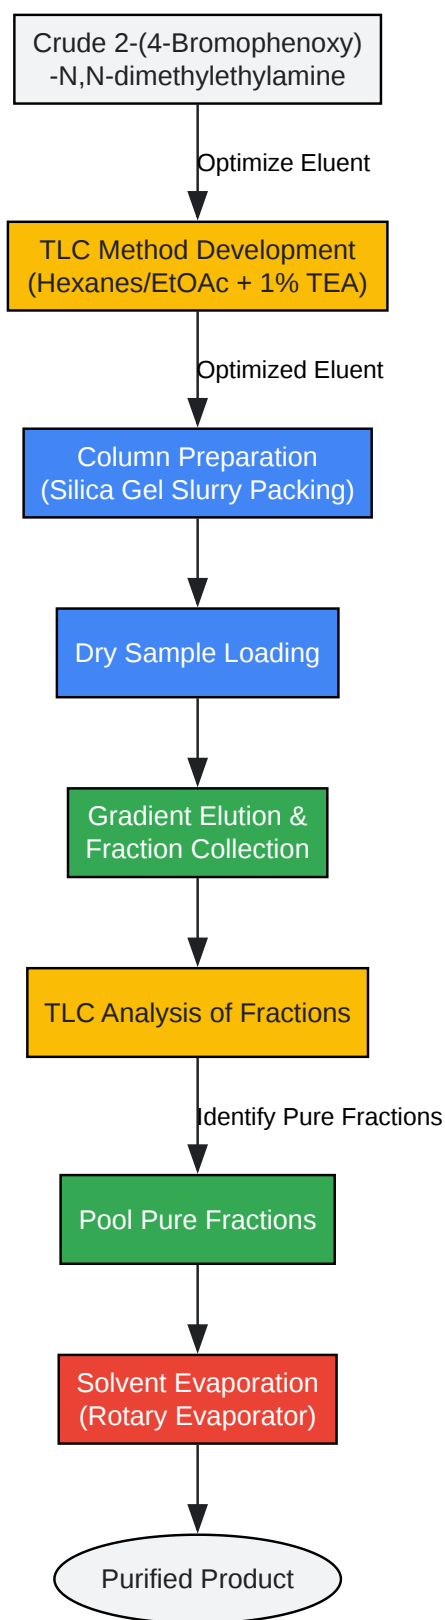 Crude 2-(4-Bromophenoxy)
-N,N-dimethylethylamine
Optimize Eluent
TLC Method Development
(Hexanes/EtOAc + 1% TEA)
Optimized Eluent
Column Preparation
(Silica Gel Slurry Packing)
Dry Sample Loading
Gradient Elution &
Fraction Collection
TLC Analysis of Fractions
Identify Pure Fractions
Pool Pure Fractions
Solvent Evaporation
(Rotary Evaporator)
Purified Product